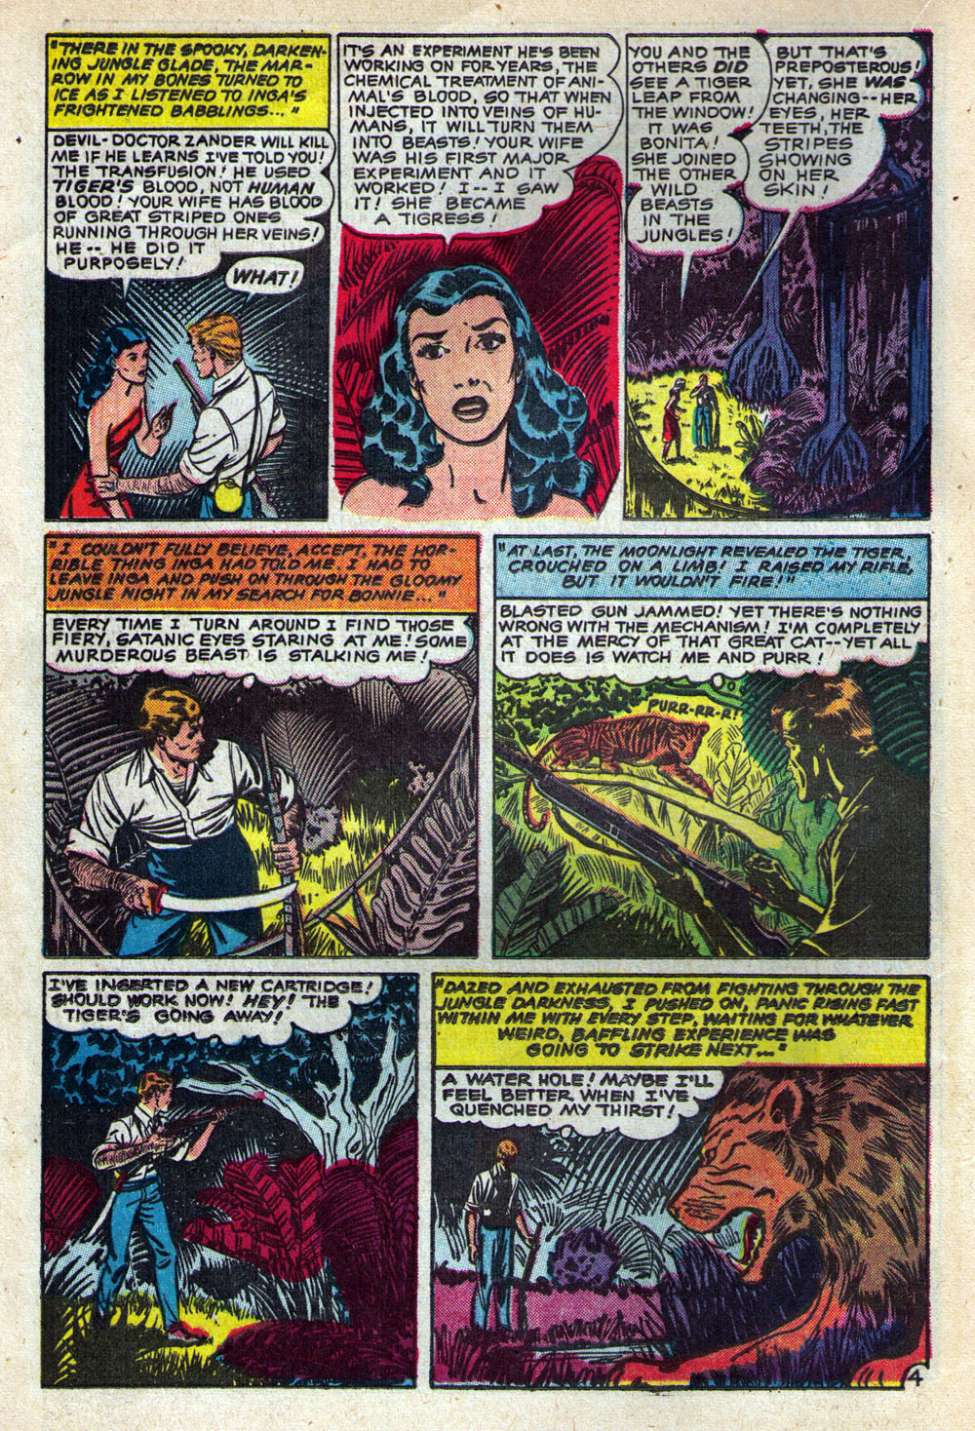 "THERE IN THE SPOOKY, DARKEN-
ING JUNGLE GLADE, THE MAR-
ROW IN MY BONES TURNED TO
ICE AS I LISTENED TO INGA'S
FRIGHTENED BABBLINGS..."
DEVIL-DOCTOR ZANDER WILL KILL
ME IF HE LEARNS I'VE TOLD YOU!
THE TRANSFUSION! HE USED
TIGER'S BLOOD, NOT HUMAN
BLOOD! YOUR WIFE HAS BLOOD
OF GREAT STRIPED ONES
RUNNING THROUGH HER VEINS!
HE-- HE DID IT
PURPOSELY!
WHAT!
IT'S AN EXPERIMENT HE'S BEEN
WORKING ON FOR YEARS, THE
CHEMICAL TREATMENT OF ANI-
MAL'S BLOOD, SO THAT WHEN
INJECTED INTO VEINS OF HU-
MANS, IT WILL TURN THEM
INTO BEASTS! YOUR WIFE
WAS HIS FIRST MAJOR
EXPERIMENT AND IT
WORKED! I-- I SAW
IT! SHE BECAME
A TIGRESS!
YOU AND THE
OTHERS DID
SEE A TIGER
LEAP FROM
THE WINDOW!
IT WAS
BONITA!
SHE JOINED
THE OTHER
WILD
BEASTS
IN THE
JUNGLES!
BUT THAT'S
PREPOSTEROUS!
YET, SHE WAS
CHANGING--HER
EYES, HER
TEETH, THE
STRIPES
SHOWING
ON HER
SKIN!
"I COULDN'T FULLY BELIEVE, ACCEPT, THE HOR-
RIBLE THING INGA HAD TOLD ME. I HAD TO
LEAVE INGA AND PUSH ON THROUGH THE GLOOMY
JUNGLE NIGHT IN MY SEARCH FOR BONNIE..."
EVERY TIME I TURN AROUND I FIND THOSE
FIERY, SATANIC EYES STARING AT ME! SOME
MURDEROUS BEAST IS STALKING ME!
"AT LAST, THE MOONLIGHT REVEALED THE TIGER,
CROUCHED ON A LIMB! I RAISED MY RIFLE,
BUT IT WOULDN'T FIRE!"
BLASTED GUN JAMMED! YET THERE'S NOTHING
WRONG WITH THE MECHANISM! I'M COMPLETELY
AT THE MERCY OF THAT GREAT CAT--YET ALL
IT DOES IS WATCH ME AND PURR!
PURR-RR-R!
I'VE INSERTED A NEW CARTRIDGE!
SHOULD WORK NOW! HEY! THE
TIGER'S GOING AWAY!
"DAZED AND EXHAUSTED FROM FIGHTING THROUGH THE
JUNGLE DARKNESS, I PUSHED ON, PANIC RISING FAST
WITHIN ME WITH EVERY STEP, WAITING FOR WHATEVER
WEIRD, BAFFLING EXPERIENCE WAS
GOING TO STRIKE NEXT..."
A WATER HOLE! MAYBE I'LL
FEEL BETTER WHEN I'VE
QUENCHED MY THIRST!
4